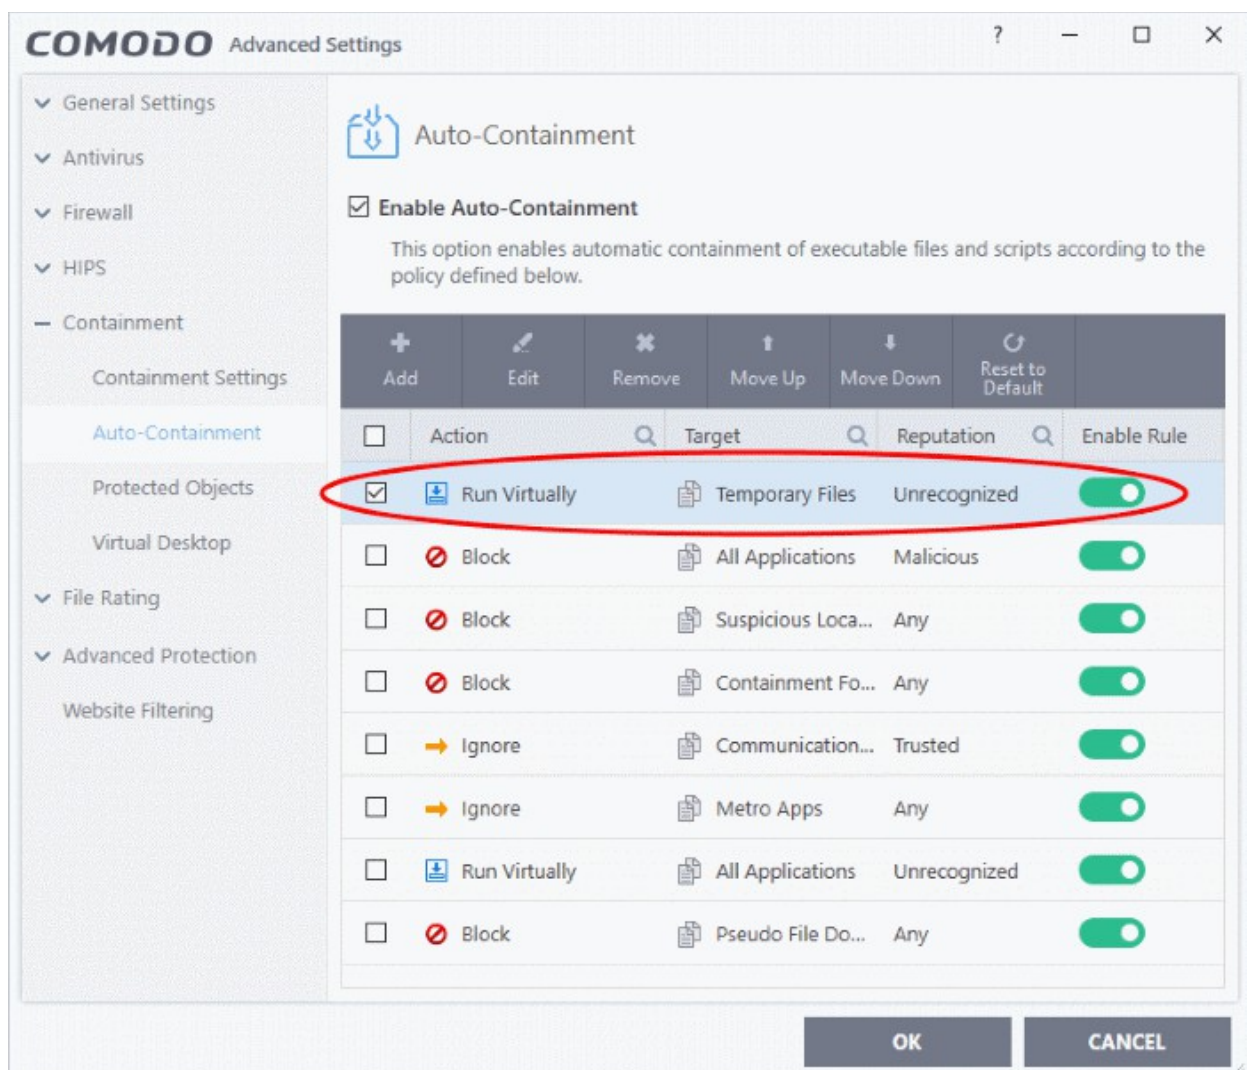 COMODO Advanced Settings ?
General Settings
Antivirus
Firewall
HIPS
Containment
Containment Settings
Auto-Containment
Protected Objects
Virtual Desktop
File Rating
Advanced Protection
Website Filtering
Auto-Containment
Enable Auto-Containment
This option enables automatic containment of executable files and scripts according to the
policy defined below.
Add Edit Remove Move Up Move Down Reset to
Default
Action Target Reputation Enable Rule
Run Virtually Temporary Files Unrecognized
Block All Applications Malicious
Block Suspicious Loca... Any
Block Containment Fo... Any
Ignore Communication... Trusted
Ignore Metro Apps Any
Run Virtually All Applications Unrecognized
Block Pseudo File Do... Any
OK CANCEL